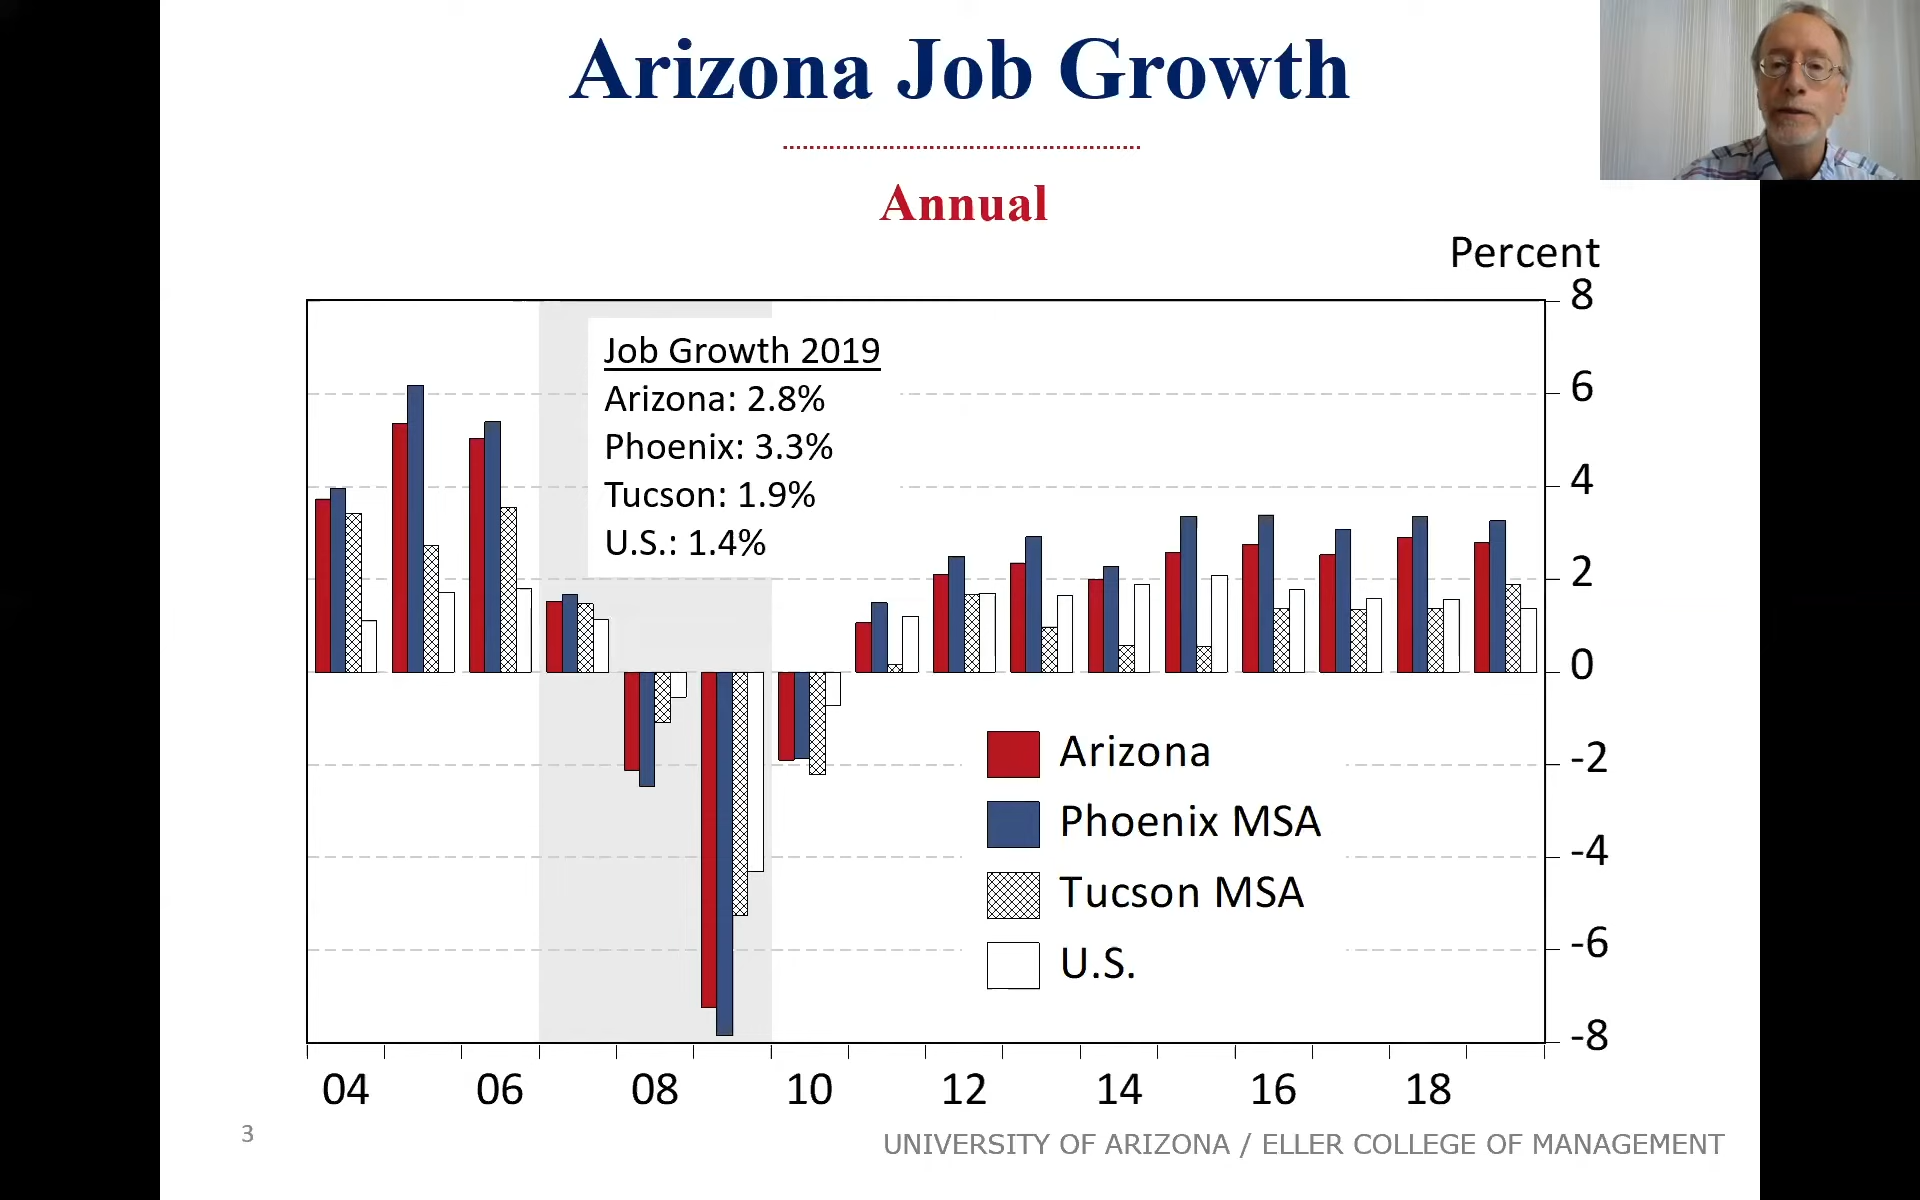 Arizona Job Growth
Annual
Percent
Job Growth 2019
Arizona: 2.8%
Phoenix: 3.3%
Tucson: 1.9%
U.S.: 1.4%
8
6
4
2
0
-2
-4
-6
-8
Arizona
Phoenix MSA
Tucson MSA
U.S.
04 06 08 10 12 14 16 18
3
UNIVERSITY OF ARIZONA / ELLER COLLEGE OF MANAGEMENT